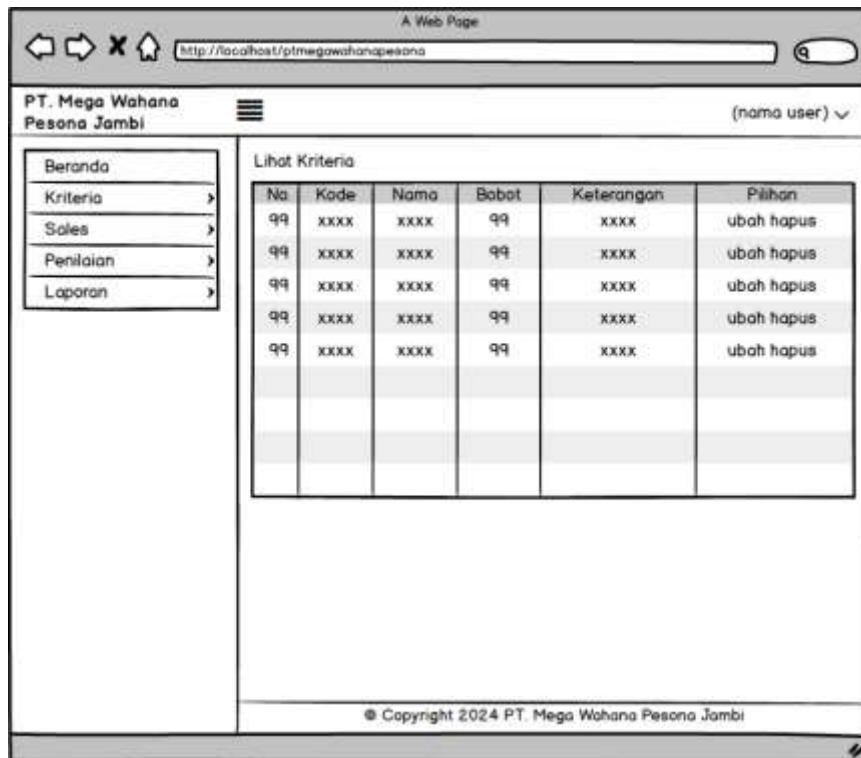 A Web Page
http://localhost/ptmegawahanapesona
PT. Mega Wahana
Pesona Jambi
(nama user)
Beranda
Kriteria
Sales
Penilaian
Laporan
Lihat Kriteria
No Kode Nama Bobot Keterangan Pilihan
99 xxxx xxxx 99 xxxx ubah hapus
99 xxxx xxxx 99 xxxx ubah hapus
99 xxxx xxxx 99 xxxx ubah hapus
99 xxxx xxxx 99 xxxx ubah hapus
99 xxxx xxxx 99 xxxx ubah hapus
© Copyright 2024 PT. Mega Wahana Pesona Jambi